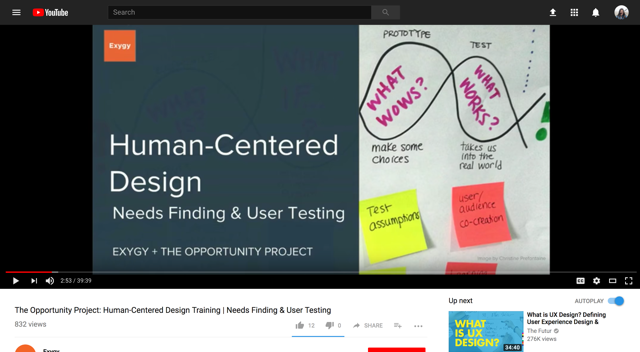 YouTube
Search
Exygy
PROTOTYPE
TEST
WHAT WOWS?
WHAT WORKS?
make some
choices
takes us
into the
real world
Human-Centered
Design
Needs Finding & User Testing
Test
assumptions
user/
audience
co-creation
EXYGY + THE OPPORTUNITY PROJECT
2:53 / 39:39
The Opportunity Project: Human-Centered Design Training | Needs Finding & User Testing
832 views
12
0
SHARE
Exygy
Up next
AUTOPLAY
WHAT IS
UX
DESIGN?
34:40
What is UX Design? Defining
User Experience Design &
The Futur
276K views